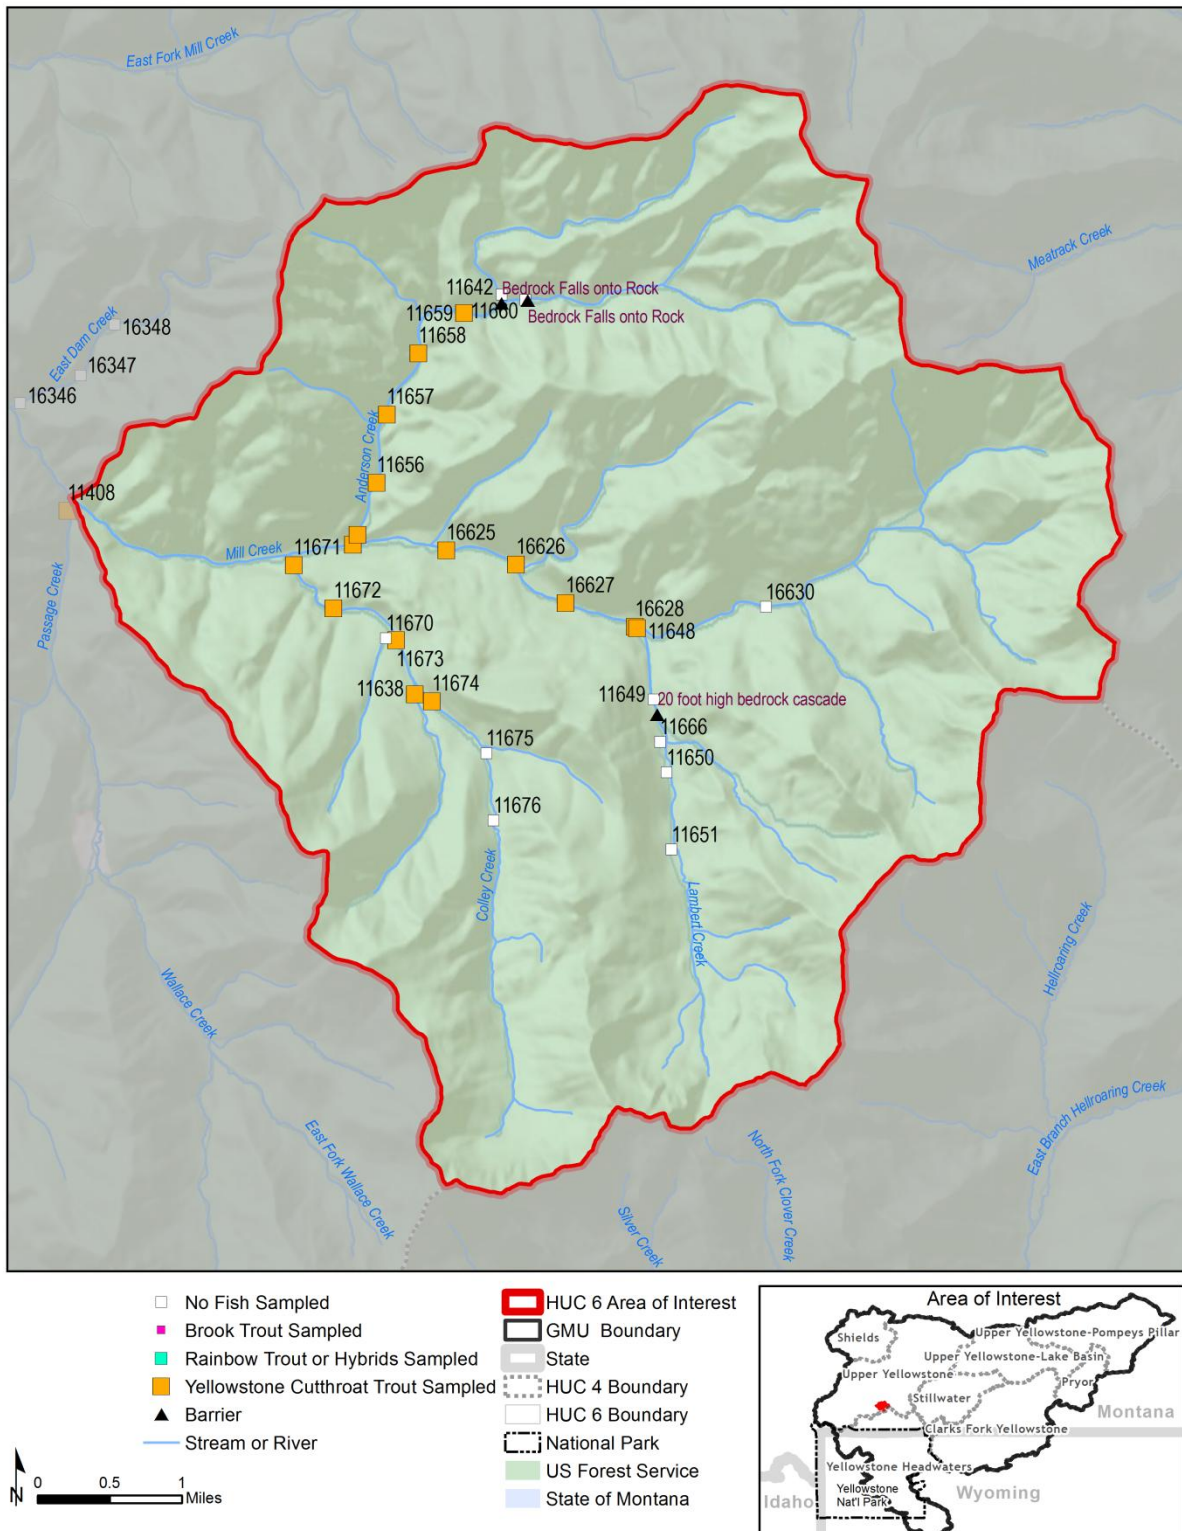 East Fork Mill Creek
Meatrack Creek
11642
Bedrock Falls onto Rock
11659
11660
Bedrock Falls onto Rock
16348
East Dam Creek
11658
16347
16346
11657
Anderson Creek
11656
11408
Mill Creek
11671
16625
16626
16627
11672
16628
16630
11670
11648
Passage Creek
11673
11638
11674
11649
20 foot high bedrock cascade
11666
11675
11650
11676
11651
Colley Creek
Lambert Creek
Hellroaring Creek
Wallace Creek
East Fork Wallace Creek
East Branch Hellroaring Creek
North Fork Clover Creek
Silver Creek
No Fish Sampled
Brook Trout Sampled
Rainbow Trout or Hybrids Sampled
Yellowstone Cutthroat Trout Sampled
Barrier
Stream or River
N
0 0.5 1
Miles
HUC 6 Area of Interest
GMU Boundary
State
HUC 4 Boundary
HUC 6 Boundary
National Park
US Forest Service
State of Montana
Area of Interest
Shields
Upper Yellowstone-Pompeys Pillar
Upper Yellowstone-Lake Basin
Upper Yellowstone
Pryor
Stillwater
Montana
Clarks Fork Yellowstone
Yellowstone Headwaters
Yellowstone
Nat'l Park
Idaho
Wyoming